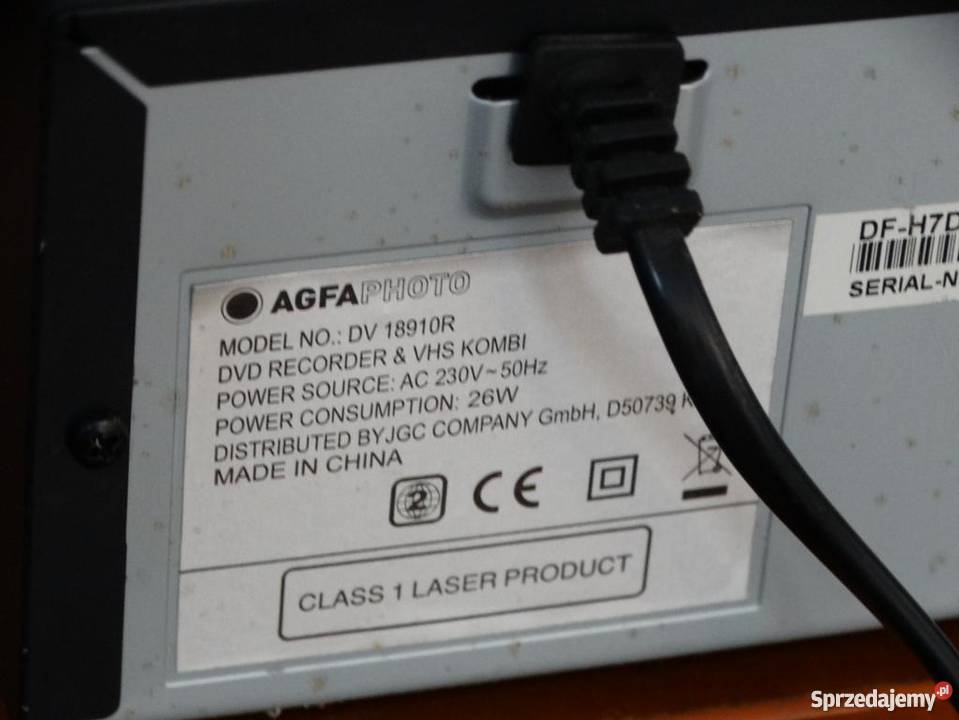 AGFAPHOTO
MODEL NO.: DV 18910R
DVD RECORDER & VHS KOMBI
POWER SOURCE: AC 230V~50Hz
POWER CONSUMPTION: 26W
DISTRIBUTED BYJGC COMPANY GmbH, D50739 K
MADE IN CHINA
2
CE
CLASS 1 LASER PRODUCT
DF-H7D
SERIAL-N
Sprzedajemy.pl